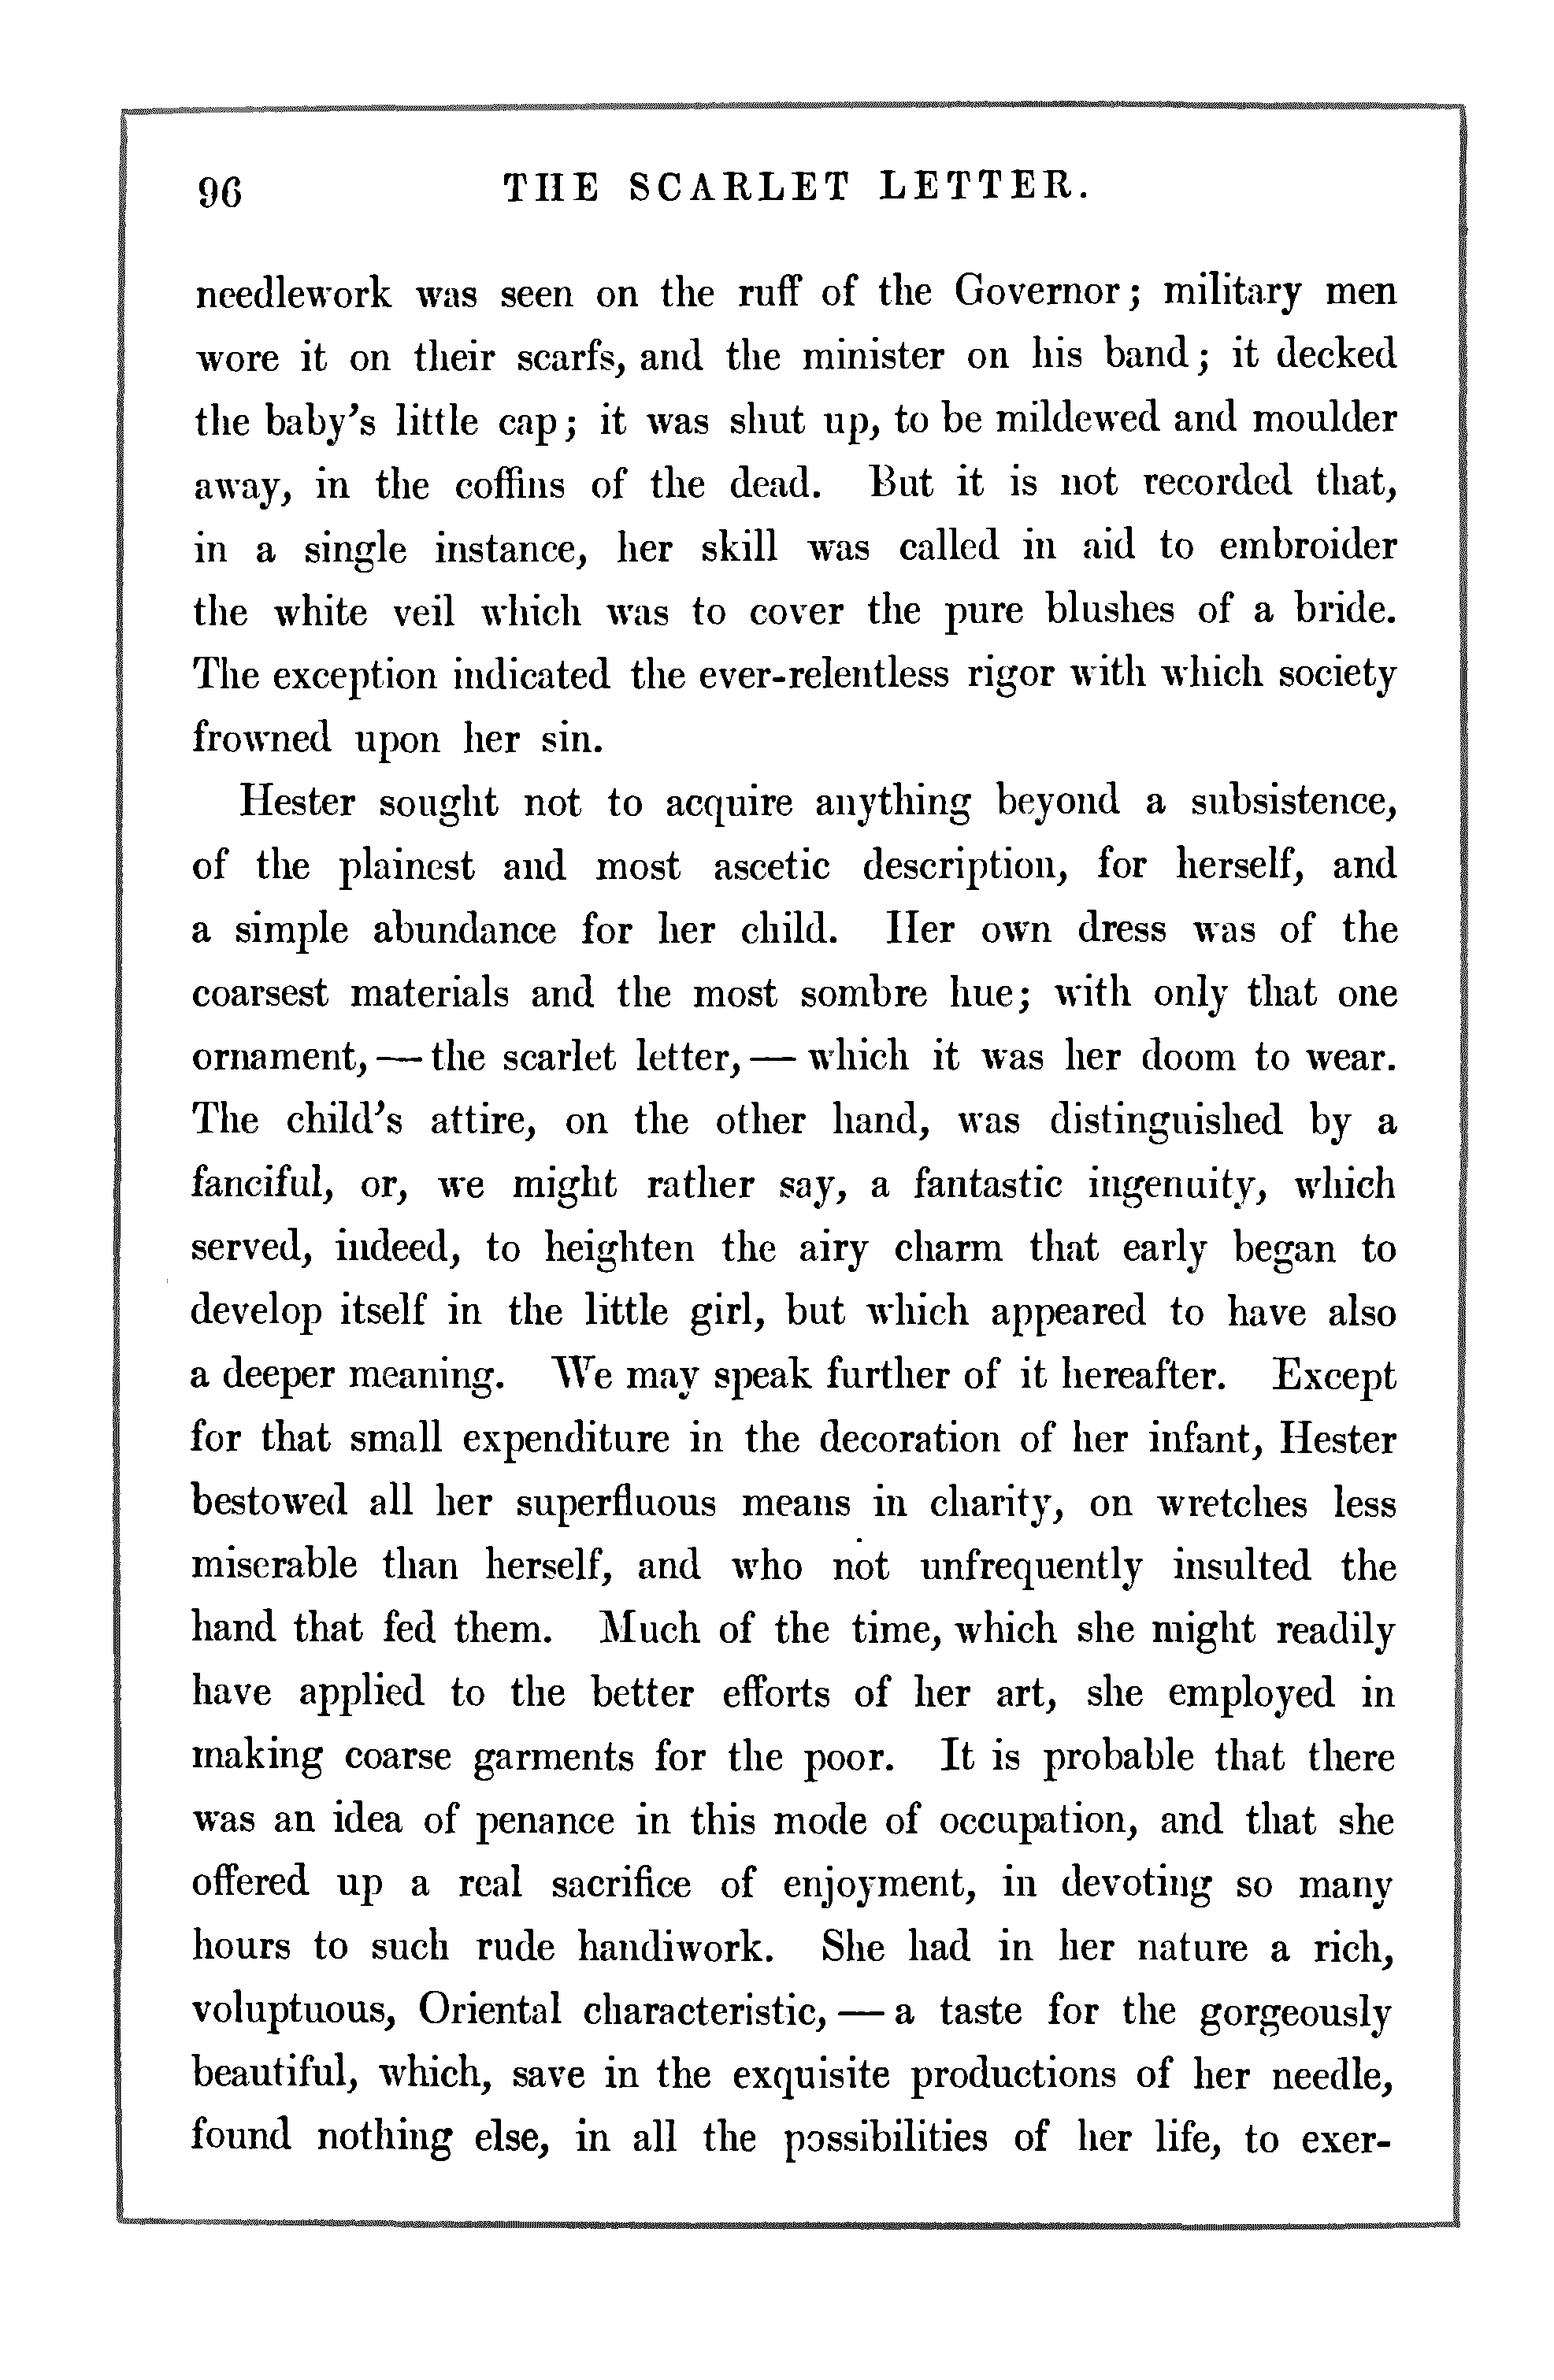 96 THE SCARLET LETTER.
needlework was seen on the ruff of the Governor; military men
wore it on their scarfs, and the minister on his band; it decked
the baby's little cap; it was shut up, to be mildewed and moulder
away, in the coffins of the dead. But it is not recorded that,
in a single instance, her skill was called in aid to embroider
the white veil which was to cover the pure blushes of a bride.
The exception indicated the ever-relentless rigor with which society
frowned upon her sin.
Hester sought not to acquire anything beyond a subsistence,
of the plainest and most ascetic description, for herself, and
a simple abundance for her child. Her own dress was of the
coarsest materials and the most sombre hue; with only that one
ornament,—the scarlet letter,—which it was her doom to wear.
The child's attire, on the other hand, was distinguished by a
fanciful, or, we might rather say, a fantastic ingenuity, which
served, indeed, to heighten the airy charm that early began to
develop itself in the little girl, but which appeared to have also
a deeper meaning. We may speak further of it hereafter. Except
for that small expenditure in the decoration of her infant, Hester
bestowed all her superfluous means in charity, on wretches less
miserable than herself, and who not unfrequently insulted the
hand that fed them. Much of the time, which she might readily
have applied to the better efforts of her art, she employed in
making coarse garments for the poor. It is probable that there
was an idea of penance in this mode of occupation, and that she
offered up a real sacrifice of enjoyment, in devoting so many
hours to such rude handiwork. She had in her nature a rich,
voluptuous, Oriental characteristic,—a taste for the gorgeously
beautiful, which, save in the exquisite productions of her needle,
found nothing else, in all the possibilities of her life, to exer-